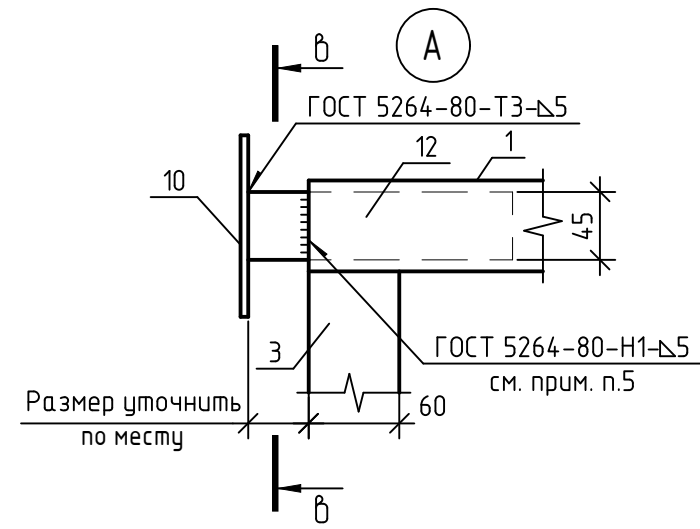 В
А
ГОСТ 5264-80-Т3-⊿5
12
1
10
45
3
ГОСТ 5264-80-Н1-⊿5
см. прим. п.5
Размер уточнить
по месту
60
В